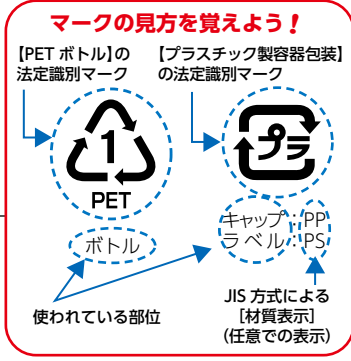 マークの見方を覚えよう！
【PET ボトル】の
法定識別マーク
【プラスチック製容器包装】
の法定識別マーク
1
PET
プラ
ボトル
キャップ : PP
ラベル : PS
使われている部位
JIS 方式による
［材質表示］
(任意での表示)